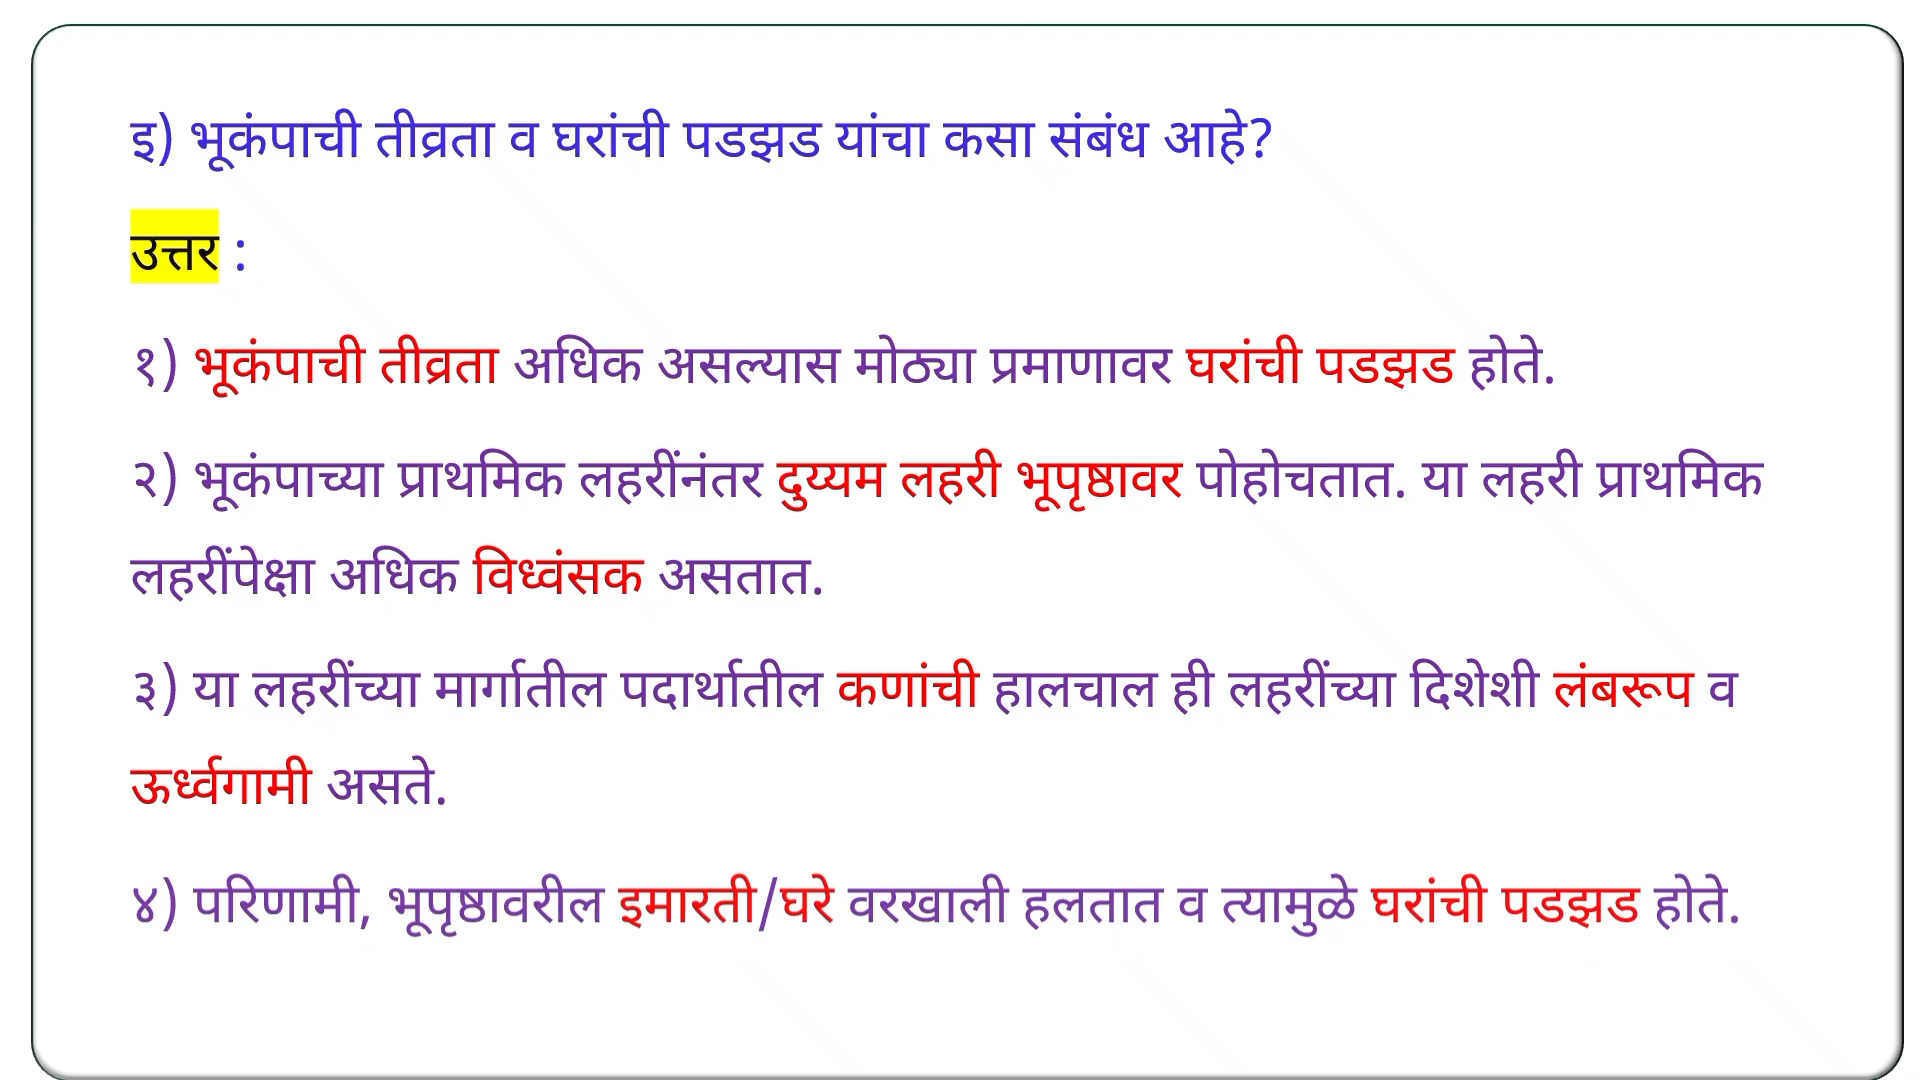 इ) भूकंपाची तीव्रता व घरांची पडझड यांचा कसा संबंध आहे?
उत्तर :
१) भूकंपाची तीव्रता अधिक असल्यास मोठ्या प्रमाणावर घरांची पडझड होते.
२) भूकंपाच्या प्राथमिक लहरींनंतर दुय्यम लहरी भूपृष्ठावर पोहोचतात. या लहरी प्राथमिक
लहरींपेक्षा अधिक विध्वंसक असतात.
३) या लहरींच्या मार्गातील पदार्थातील कणांची हालचाल ही लहरींच्या दिशेशी लंबरूप व
ऊर्ध्वगामी असते.
४) परिणामी, भूपृष्ठावरील इमारती/घरे वरखाली हलतात व त्यामुळे घरांची पडझड होते.